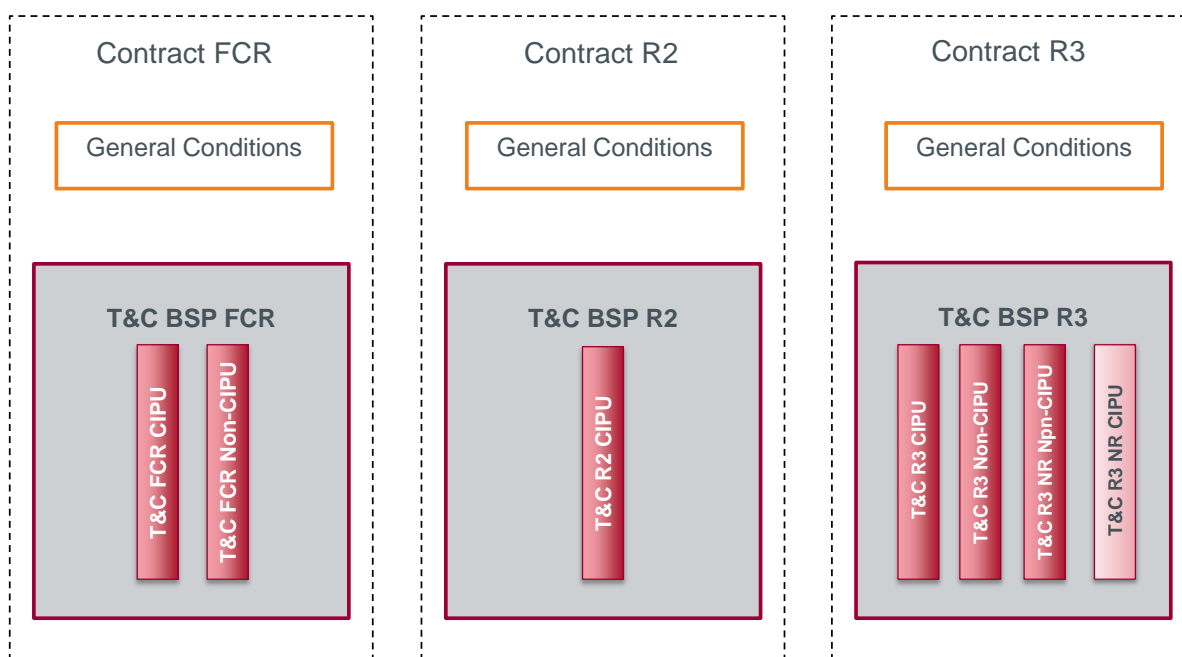 Contract FCR
General Conditions
T&C BSP FCR
T&C FCR CIPU
T&C FCR Non-CIPU
Contract R2
General Conditions
T&C BSP R2
T&C R2 CIPU
Contract R3
General Conditions
T&C BSP R3
T&C R3 CIPU
T&C R3 Non-CIPU
T&C R3 NR Npn-CIPU
T&C R3 NR CIPU